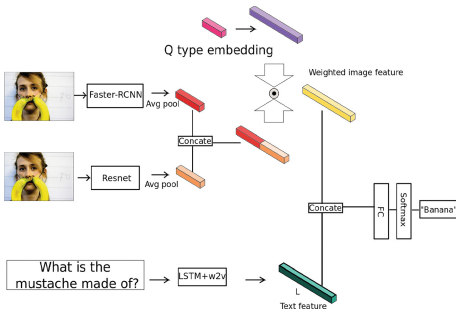 Q type embedding
Weighted image feature
Faster-RCNN
Avg pool
Concate
Resnet
Avg pool
Concate
FC
Softmax
"Banana"
What is the
mustache made of?
LSTM+w2v
L
Text feature